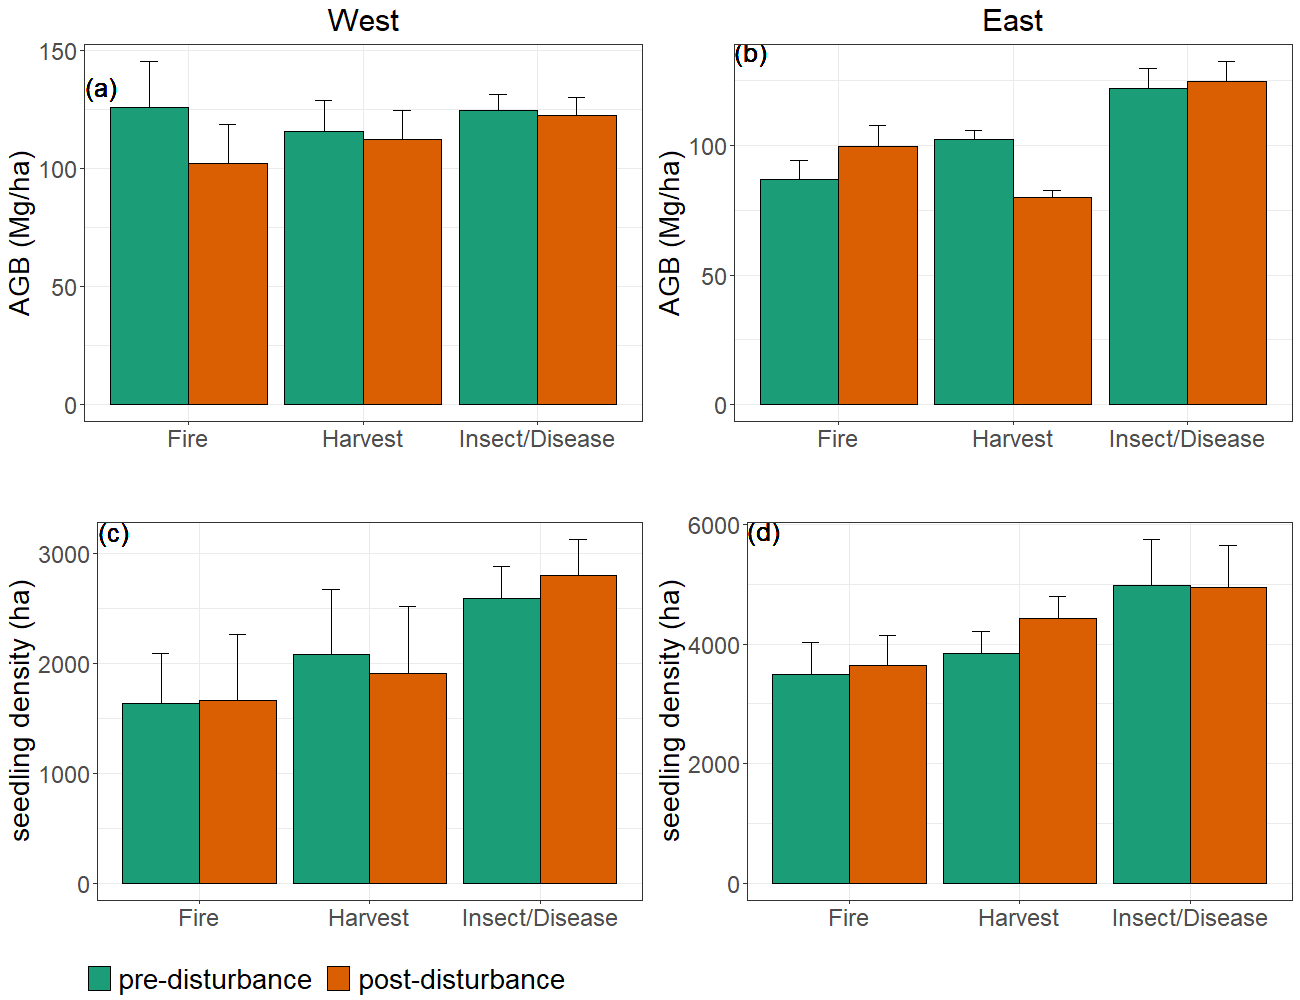 West
East
150
100
50
0
AGB (Mg/ha)
(a)
Fire
Harvest
Insect/Disease
100
50
0
AGB (Mg/ha)
(b)
Fire
Harvest
Insect/Disease
3000
2000
1000
0
seedling density (ha)
(c)
Fire
Harvest
Insect/Disease
6000
4000
2000
0
seedling density (ha)
(d)
Fire
Harvest
Insect/Disease
pre-disturbance
post-disturbance